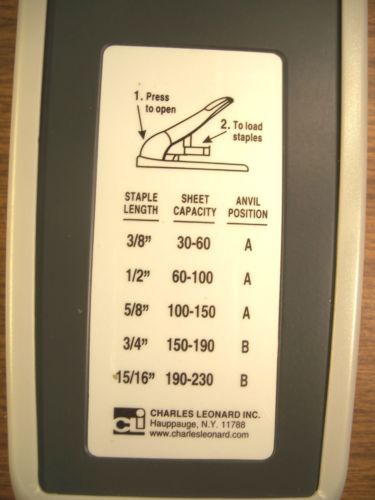 1. Press
to open
2. To load
staples
STAPLE LENGTH SHEET CAPACITY ANVIL POSITION
3/8" 30-60 A
1/2" 60-100 A
5/8" 100-150 A
3/4" 150-190 B
15/16" 190-230 B
cli CHARLES LEONARD INC.
Hauppauge, N.Y. 11788
www.charlesleonard.com